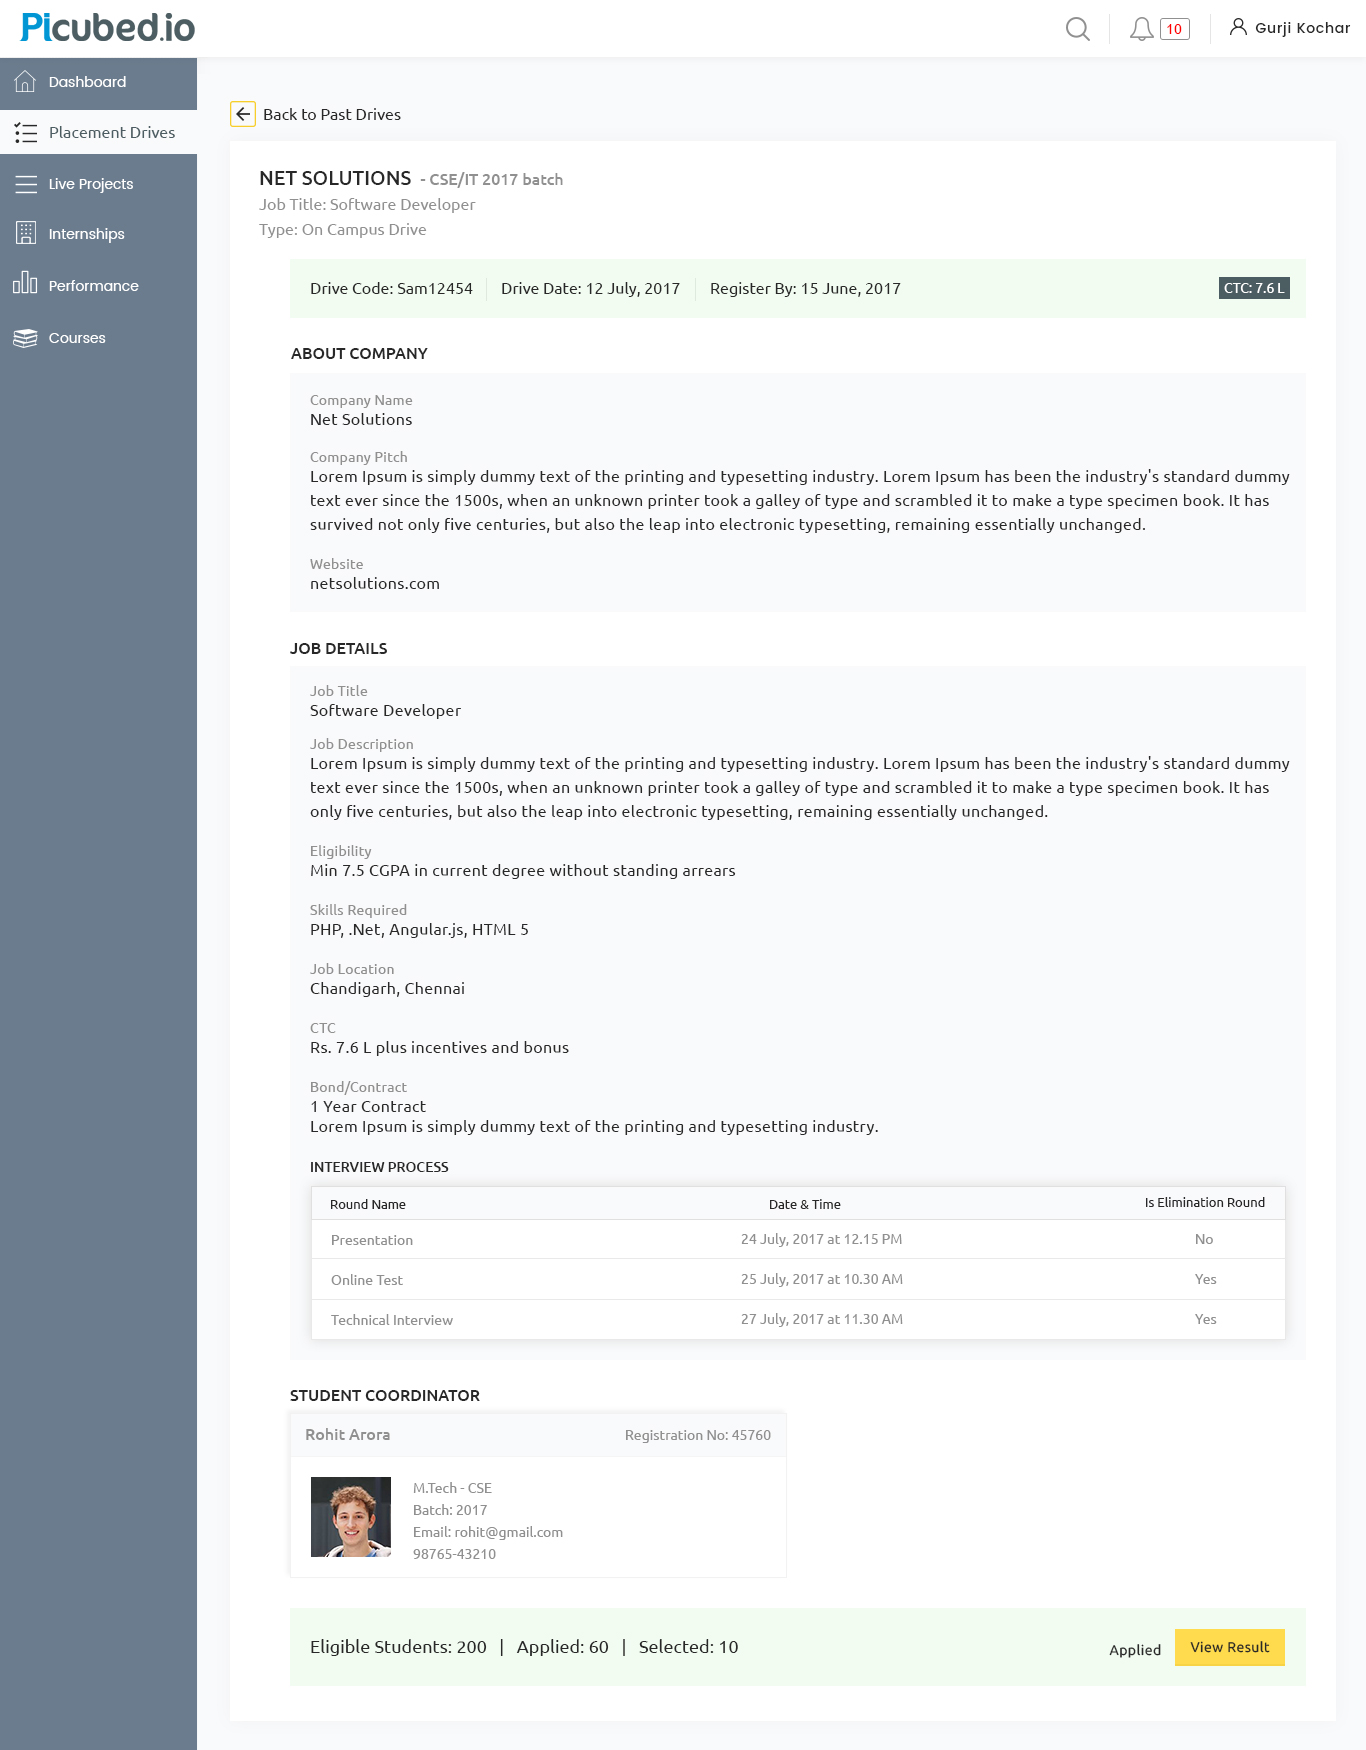 Picubed.io
10
Gurji Kochar
Dashboard
Placement Drives
Live Projects
Internships
Performance
Courses
Back to Past Drives
NET SOLUTIONS - CSE/IT 2017 batch
Job Title: Software Developer
Type: On Campus Drive
Drive Code: Sam12454 Drive Date: 12 July, 2017 Register By: 15 June, 2017 CTC: 7.6 L
ABOUT COMPANY
Company Name
Net Solutions
Company Pitch
Lorem Ipsum is simply dummy text of the printing and typesetting industry. Lorem Ipsum has been the industry's standard dummy
text ever since the 1500s, when an unknown printer took a galley of type and scrambled it to make a type specimen book. It has
survived not only five centuries, but also the leap into electronic typesetting, remaining essentially unchanged.
Website
netsolutions.com
JOB DETAILS
Job Title
Software Developer
Job Description
Lorem Ipsum is simply dummy text of the printing and typesetting industry. Lorem Ipsum has been the industry's standard dummy
text ever since the 1500s, when an unknown printer took a galley of type and scrambled it to make a type specimen book. It has
only five centuries, but also the leap into electronic typesetting, remaining essentially unchanged.
Eligibility
Min 7.5 CGPA in current degree without standing arrears
Skills Required
PHP, .Net, Angular.js, HTML 5
Job Location
Chandigarh, Chennai
CTC
Rs. 7.6 L plus incentives and bonus
Bond/Contract
1 Year Contract
Lorem Ipsum is simply dummy text of the printing and typesetting industry.
INTERVIEW PROCESS
Round Name Date & Time Is Elimination Round
Presentation 24 July, 2017 at 12.15 PM No
Online Test 25 July, 2017 at 10.30 AM Yes
Technical Interview 27 July, 2017 at 11.30 AM Yes
STUDENT COORDINATOR
Rohit Arora Registration No: 45760
M.Tech - CSE
Batch: 2017
Email: rohit@gmail.com
98765-43210
Eligible Students: 200 | Applied: 60 | Selected: 10 Applied View Result